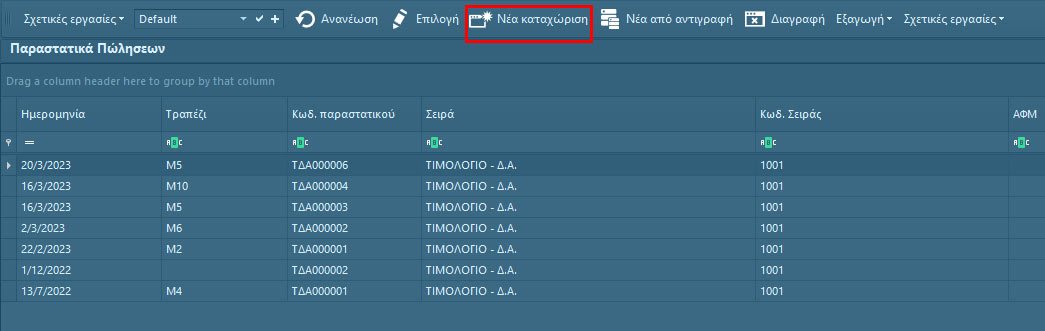 Σχετικές εργασίες Default Ανανέωση Επιλογή Νέα καταχώριση Νέα από αντιγραφή Διαγραφή Εξαγωγή Σχετικές εργασίες
Παραστατικά Πώλησεων
Drag a column header here to group by that column
Ημερομηνία Τραπέζι Κωδ. παραστατικού Σειρά Κωδ. Σειράς ΑΦΜ
= ABC ABC ABC ABC ABC
20/3/2023 M5 ΤΔΑ000006 ΤΙΜΟΛΟΓΙΟ - Δ.Α. 1001
16/3/2023 M10 ΤΔΑ000004 ΤΙΜΟΛΟΓΙΟ - Δ.Α. 1001
16/3/2023 M5 ΤΔΑ000003 ΤΙΜΟΛΟΓΙΟ - Δ.Α. 1001
2/3/2023 M6 ΤΔΑ000002 ΤΙΜΟΛΟΓΙΟ - Δ.Α. 1001
22/2/2023 M2 ΤΔΑ000001 ΤΙΜΟΛΟΓΙΟ - Δ.Α. 1001
1/12/2022 ΤΔΑ000002 ΤΙΜΟΛΟΓΙΟ - Δ.Α. 1001
13/7/2022 M4 ΤΔΑ000001 ΤΙΜΟΛΟΓΙΟ - Δ.Α. 1001